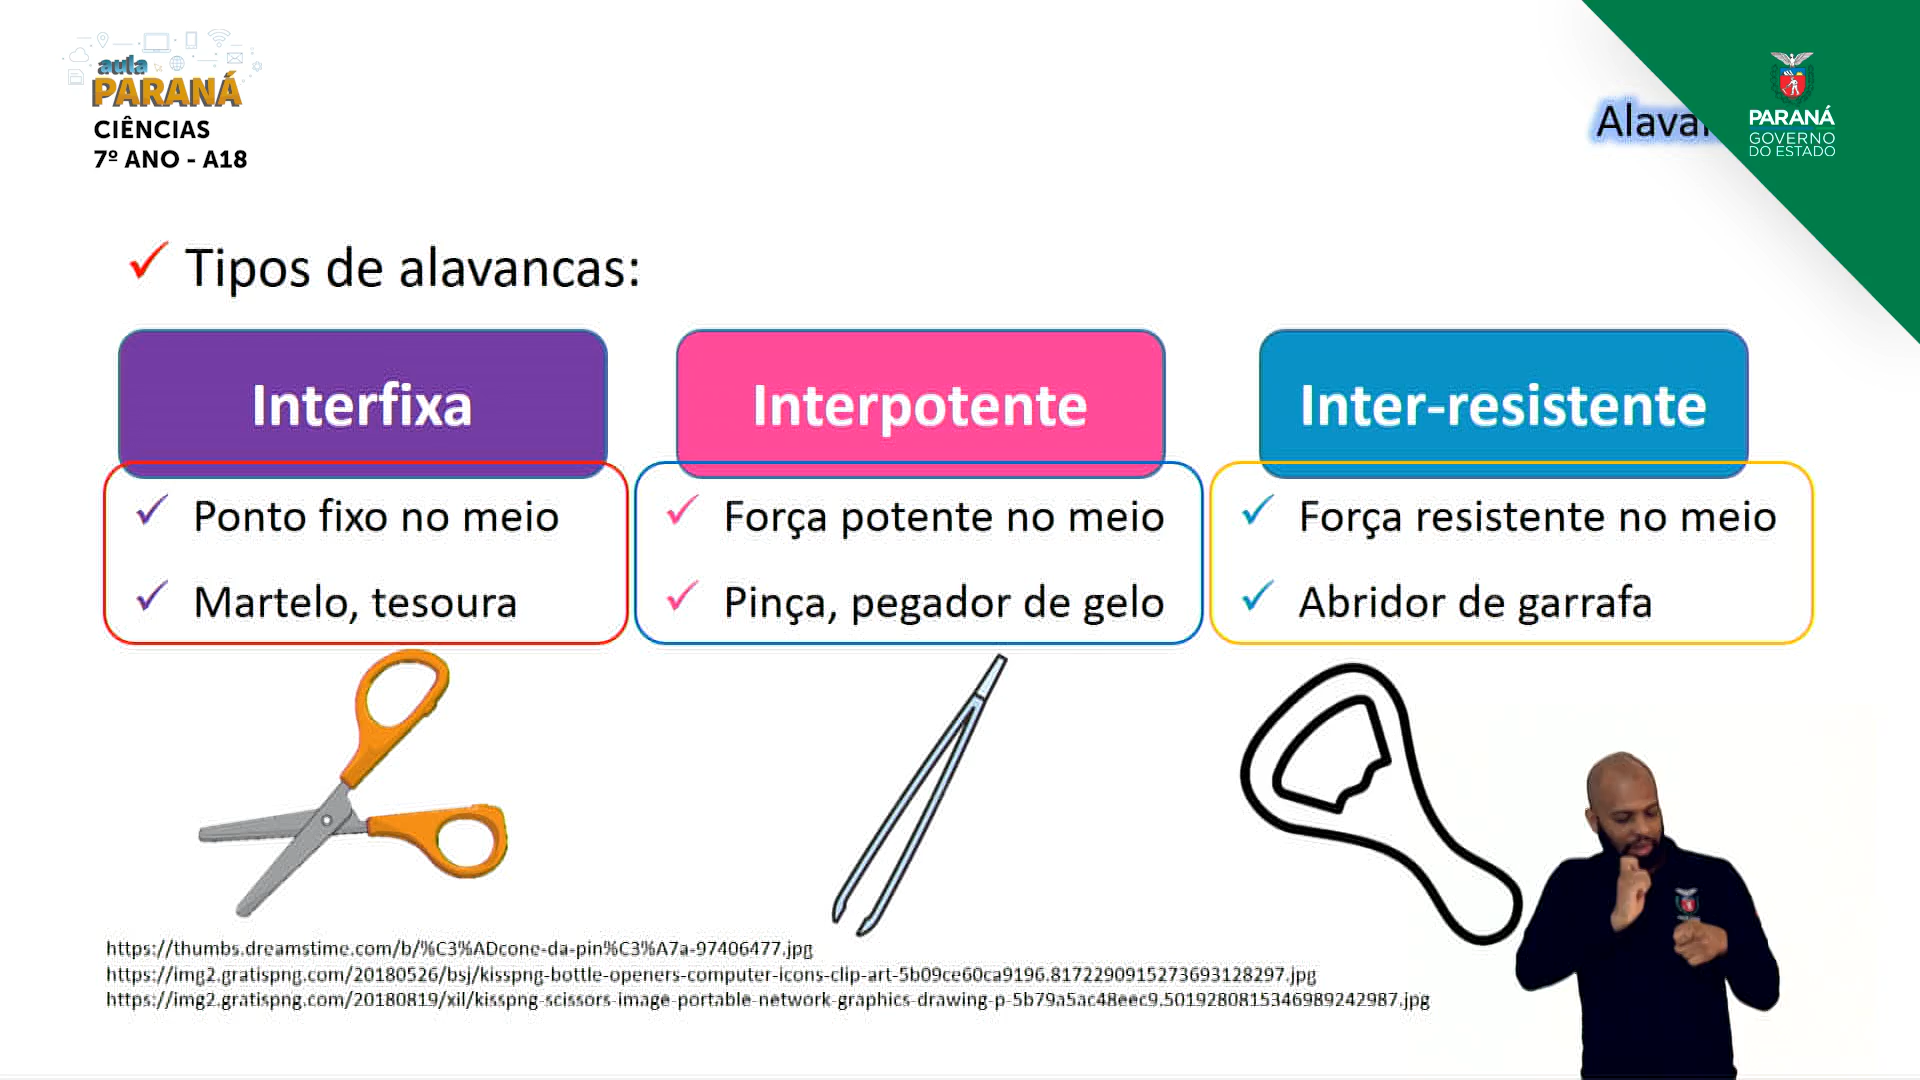 aula
PARANÁ
CIÊNCIAS
7º ANO - A18
PARANÁ
GOVERNO
DO ESTADO
Tipos de alavancas:
Interfixa
Interpotente
Inter-resistente
Ponto fixo no meio
Martelo, tesoura
Força potente no meio
Pinça, pegador de gelo
Força resistente no meio
Abridor de garrafa
https://thumbs.dreamstime.com/b/%C3%ADcone-da-pin%C3%A7a-97406477.jpg
https://img2.gratispng.com/20180526/bsj/kisspng-bottle-openers-computer-icons-clip-art-5b09ce60ca9196.8172290915273693128297.jpg
https://img2.gratispng.com/20180819/xil/kisspng-scissors-image-portable-network-graphics-drawing-p-5b79a5ac48eec9.5019280815346989242987.jpg